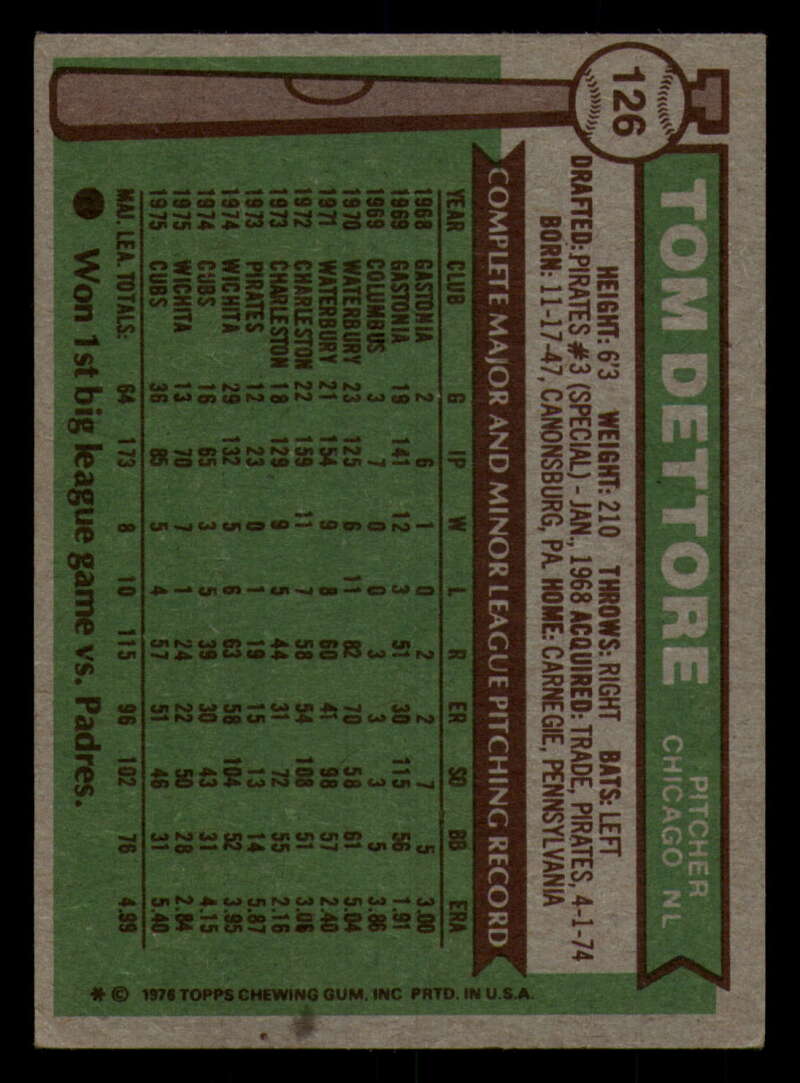 126
TOM DETTORE
PITCHER
CHICAGO NL
HEIGHT: 6'3 WEIGHT: 210 THROWS: RIGHT BATS: LEFT
DRAFTED: PIRATES #3 (SPECIAL) - JAN., 1968 ACQUIRED: TRADE, PIRATES, 4-1-74
BORN: 11-17-47, CANONSBURG, PA. HOME: CARNEGIE, PENNSYLVANIA
COMPLETE MAJOR AND MINOR LEAGUE PITCHING RECORD
YEAR CLUB G IP W L R ER SO BB ERA
1968 GASTONIA 2 6 1 0 2 2 7 5 3.00
1969 GASTONIA 19 141 12 3 51 30 115 56 1.91
1969 COLUMBUS 3 7 0 0 3 3 3 5 3.86
1970 WATERBURY 23 125 6 11 82 70 58 61 5.04
1971 WATERBURY 21 154 9 8 60 41 98 57 2.40
1972 CHARLESTON 22 159 11 7 58 54 108 51 3.06
1973 CHARLESTON 18 129 9 5 44 31 72 55 2.16
1973 PIRATES 12 23 0 1 19 15 13 14 5.87
1974 WICHITA 29 132 5 6 63 58 104 52 3.95
1974 CUBS 16 65 3 5 39 30 43 31 4.15
1975 WICHITA 13 70 7 1 24 22 50 28 2.84
1975 CUBS 36 85 5 4 57 51 46 31 5.40
MAJ. LEA. TOTALS: 64 173 8 10 115 96 102 76 4.99
Won 1st big league game vs. Padres.
* © 1976 TOPPS CHEWING GUM, INC PRTD. IN U.S.A.